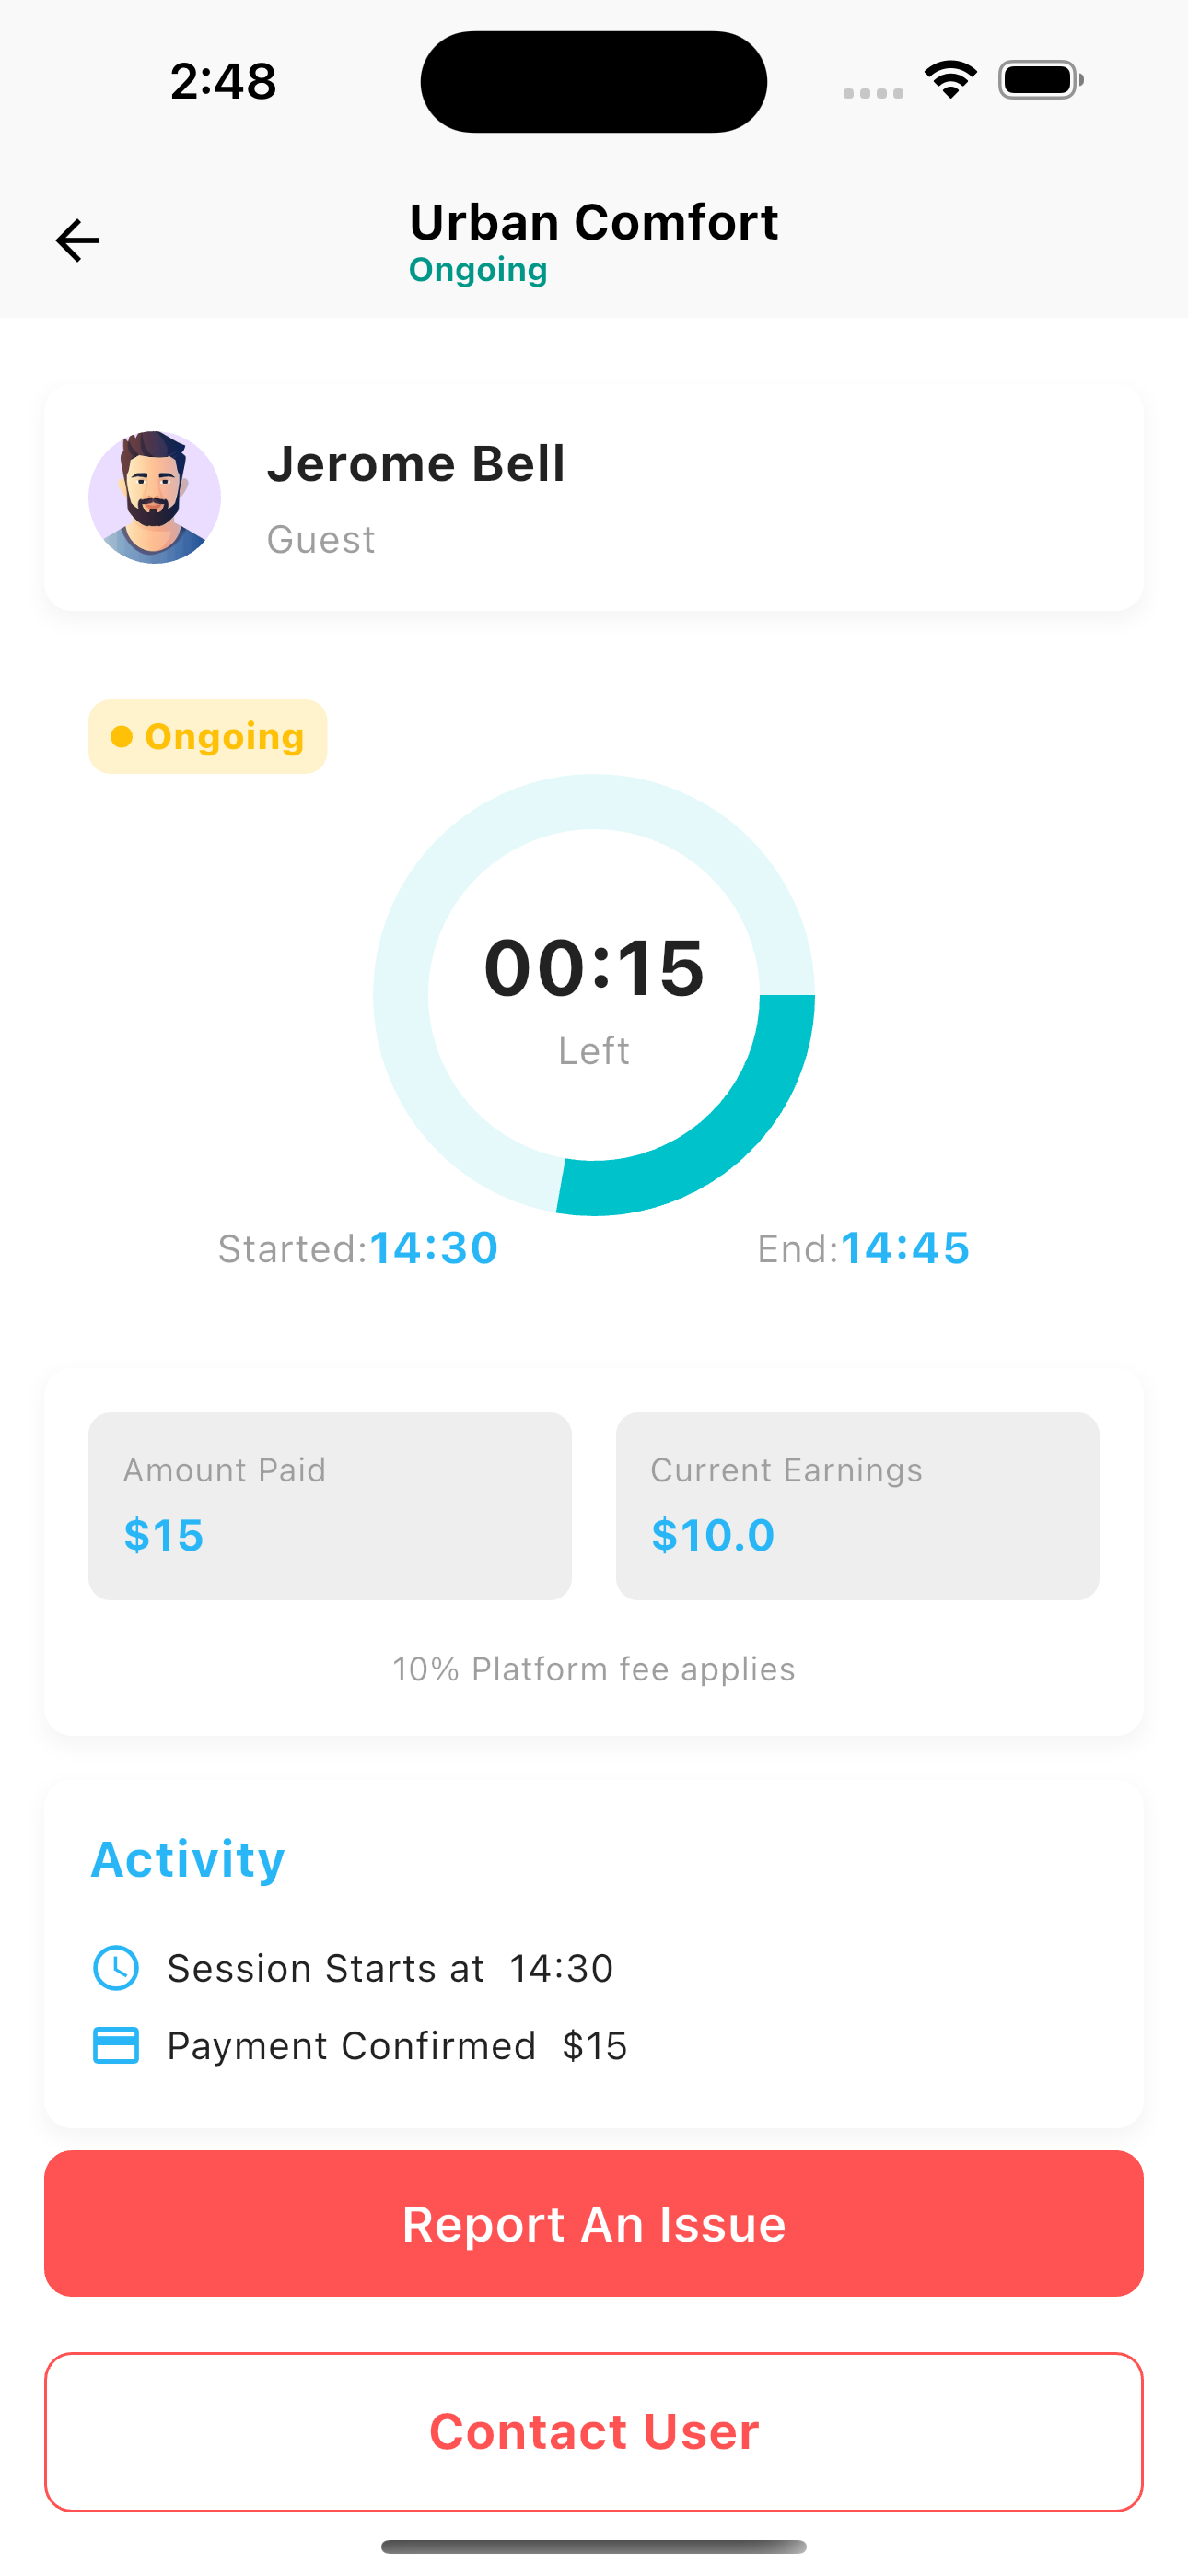 2:48
Urban Comfort
Ongoing
Jerome Bell
Guest
Ongoing
00:15
Left
Started:14:30 End:14:45
Amount Paid Current Earnings
$15 $10.0
10% Platform fee applies
Activity
Session Starts at 14:30
Payment Confirmed $15
Report An Issue
Contact User